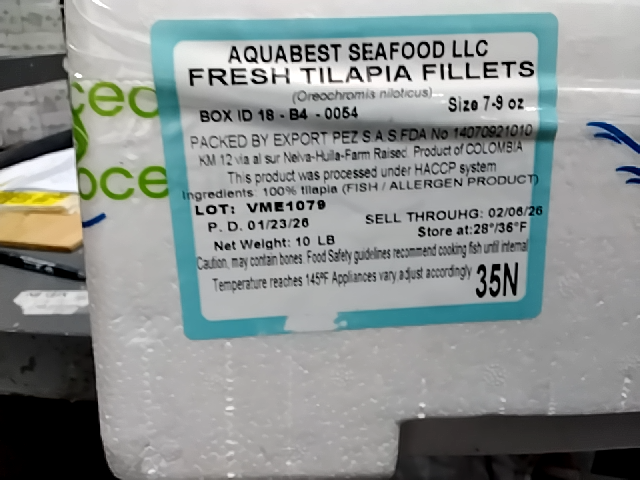 AQUABEST SEAFOOD LLC
FRESH TILAPIA FILLETS
(Oreochromis niloticus)
BOX ID 18 - B4 - 0054 Size 7-9 oz
PACKED BY EXPORT PEZ S A S FDA No 14070921010
KM 12 via al sur Neiva-Huila-Farm Raised. Product of COLOMBIA
This product was processed under HACCP system
Ingredients: 100% tilapia (FISH / ALLERGEN PRODUCT)
LOT: VME1079
P. D. 01/23/26 SELL THROUHG: 02/06/26
Net Weight: 10 LB Store at:28°/36°F
Caution, may contain bones. Food Safety guidelines recommend cooking fish until internal
Temperature reaches 145ºF Appliances vary, adjust accordingly
35N